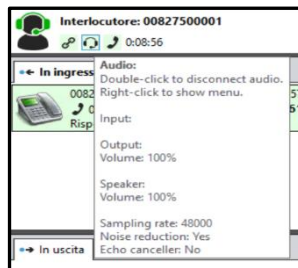 Interlocutore: 00827500001
0:08:56
In ingress
Audio:
Double-click to disconnect audio.
Right-click to show menu.
0082
Risp
Input:
Output:
Volume: 100%
Speaker:
Volume: 100%
Sampling rate: 48000
Noise reduction: Yes
Echo canceller: No
In uscita